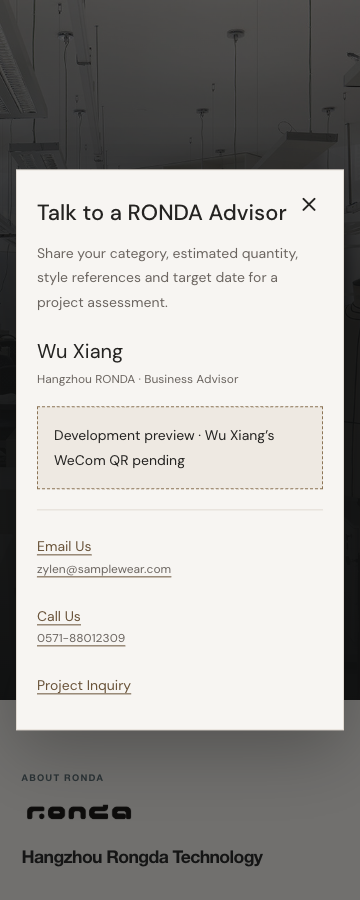 Talk to a RONDA Advisor
Share your category, estimated quantity,
style references and target date for a
project assessment.
Wu Xiang
Hangzhou RONDA · Business Advisor
Development preview · Wu Xiang’s
WeCom QR pending
Email Us
zylen@samplewear.com
Call Us
0571-88012309
Project Inquiry
ABOUT RONDA
ronda
Hangzhou Rongda Technology